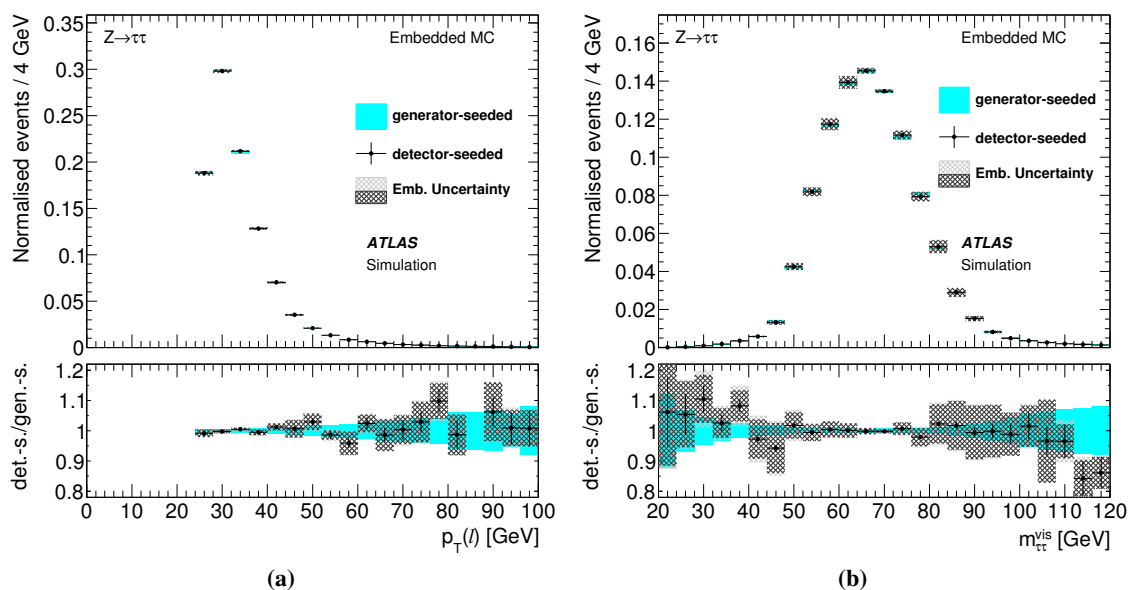 Normalised events / 4 GeV
Z→ττ
Embedded MC
generator-seeded
detector-seeded
Emb. Uncertainty
ATLAS
Simulation
0.35
0.3
0.25
0.2
0.15
0.1
0.05
0
det.-s./gen.-s.
1.2
1.1
1
0.9
0.8
0 10 20 30 40 50 60 70 80 90 100
p_T(l) [GeV]
(a)
Normalised events / 4 GeV
Z→ττ
Embedded MC
generator-seeded
detector-seeded
Emb. Uncertainty
ATLAS
Simulation
0.16
0.14
0.12
0.1
0.08
0.06
0.04
0.02
0
det.-s./gen.-s.
1.2
1.1
1
0.9
0.8
20 30 40 50 60 70 80 90 100 110 120
m_ττ^vis [GeV]
(b)